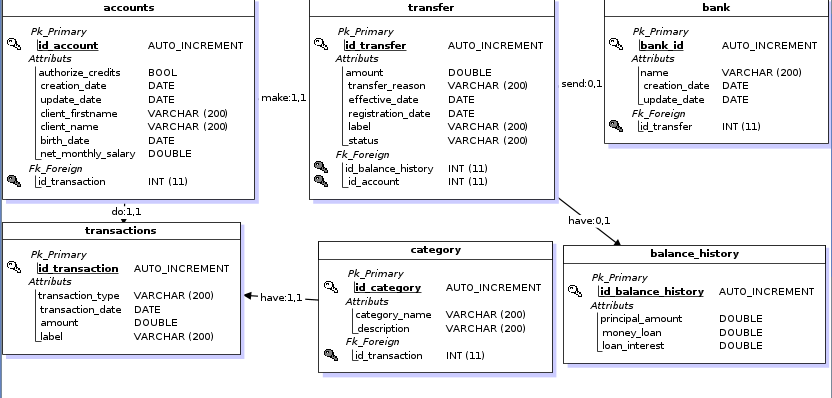 accounts
Pk_Primary
id_account AUTO_INCREMENT
Attributs
authorize_credits BOOL
creation_date DATE
update_date DATE
client_firstname VARCHAR (200)
client_name VARCHAR (200)
birth_date DATE
net_monthly_salary DOUBLE
Fk_Foreign
id_transaction INT (11)
make:1,1
transfer
Pk_Primary
id_transfer AUTO_INCREMENT
Attributs
amount DOUBLE
transfer_reason VARCHAR (200)
effective_date DATE
registration_date DATE
label VARCHAR (200)
status VARCHAR (200)
Fk_Foreign
id_balance_history INT (11)
id_account INT (11)
send:0,1
bank
Pk_Primary
bank_id AUTO_INCREMENT
Attributs
name VARCHAR (200)
creation_date DATE
update_date DATE
Fk_Foreign
id_transfer INT (11)
do:1,1
have:0,1
transactions
Pk_Primary
id_transaction AUTO_INCREMENT
Attributs
transaction_type VARCHAR (200)
transaction_date DATE
amount DOUBLE
label VARCHAR (200)
have:1,1
category
Pk_Primary
id_category AUTO_INCREMENT
Attributs
category_name VARCHAR (200)
description VARCHAR (200)
Fk_Foreign
id_transaction INT (11)
balance_history
Pk_Primary
id_balance_history AUTO_INCREMENT
Attributs
principal_amount DOUBLE
money_loan DOUBLE
loan_interest DOUBLE